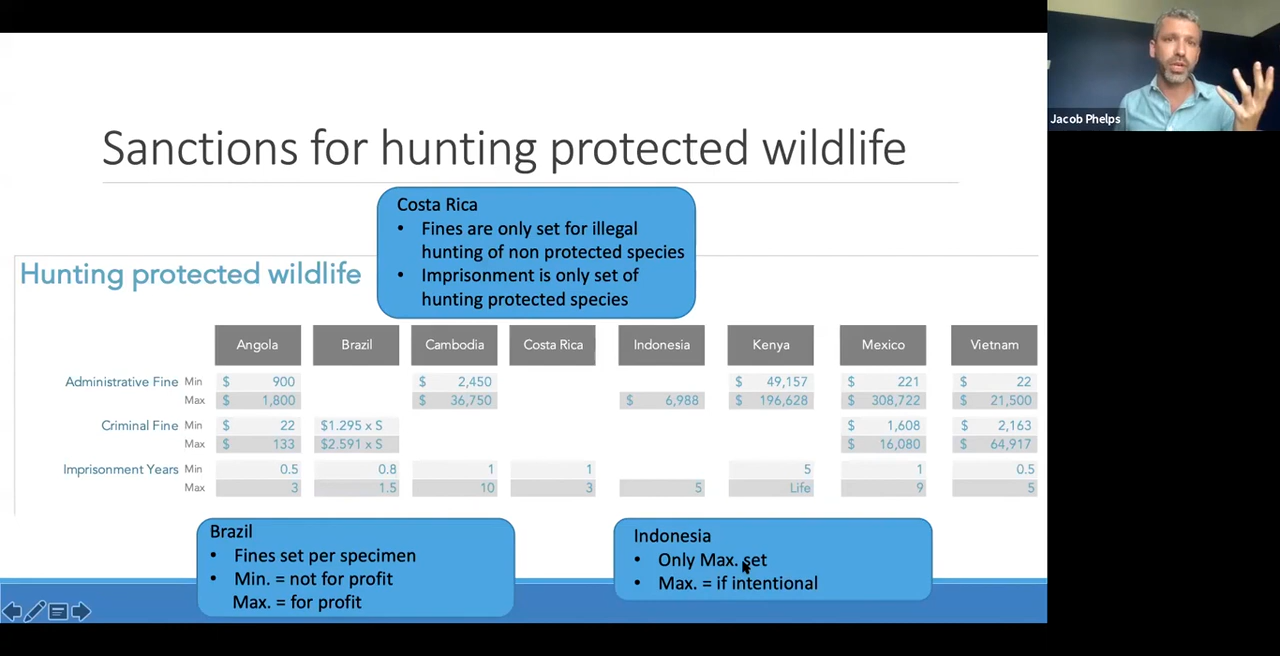 Jacob Phelps
Sanctions for hunting protected wildlife
Costa Rica
• Fines are only set for illegal
hunting of non protected species
• Imprisonment is only set of
hunting protected species
Hunting protected wildlife
Angola Brazil Cambodia Costa Rica Indonesia Kenya Mexico Vietnam
Administrative Fine Min $ 900 $ 2,450 $ 49,157 $ 221 $ 22
Max $ 1,800 $ 36,750 $ 6,988 $ 196,628 $ 308,722 $ 21,500
Criminal Fine Min $ 22 $1.295 x S $ 1,608 $ 2,163
Max $ 133 $2.591 x S $ 16,080 $ 64,917
Imprisonment Years Min 0.5 0.8 1 1 5 1 0.5
Max 3 1.5 10 3 5 Life 9 5
Brazil
• Fines set per specimen
• Min. = not for profit
Max. = for profit
Indonesia
• Only Max. set
• Max. = if intentional